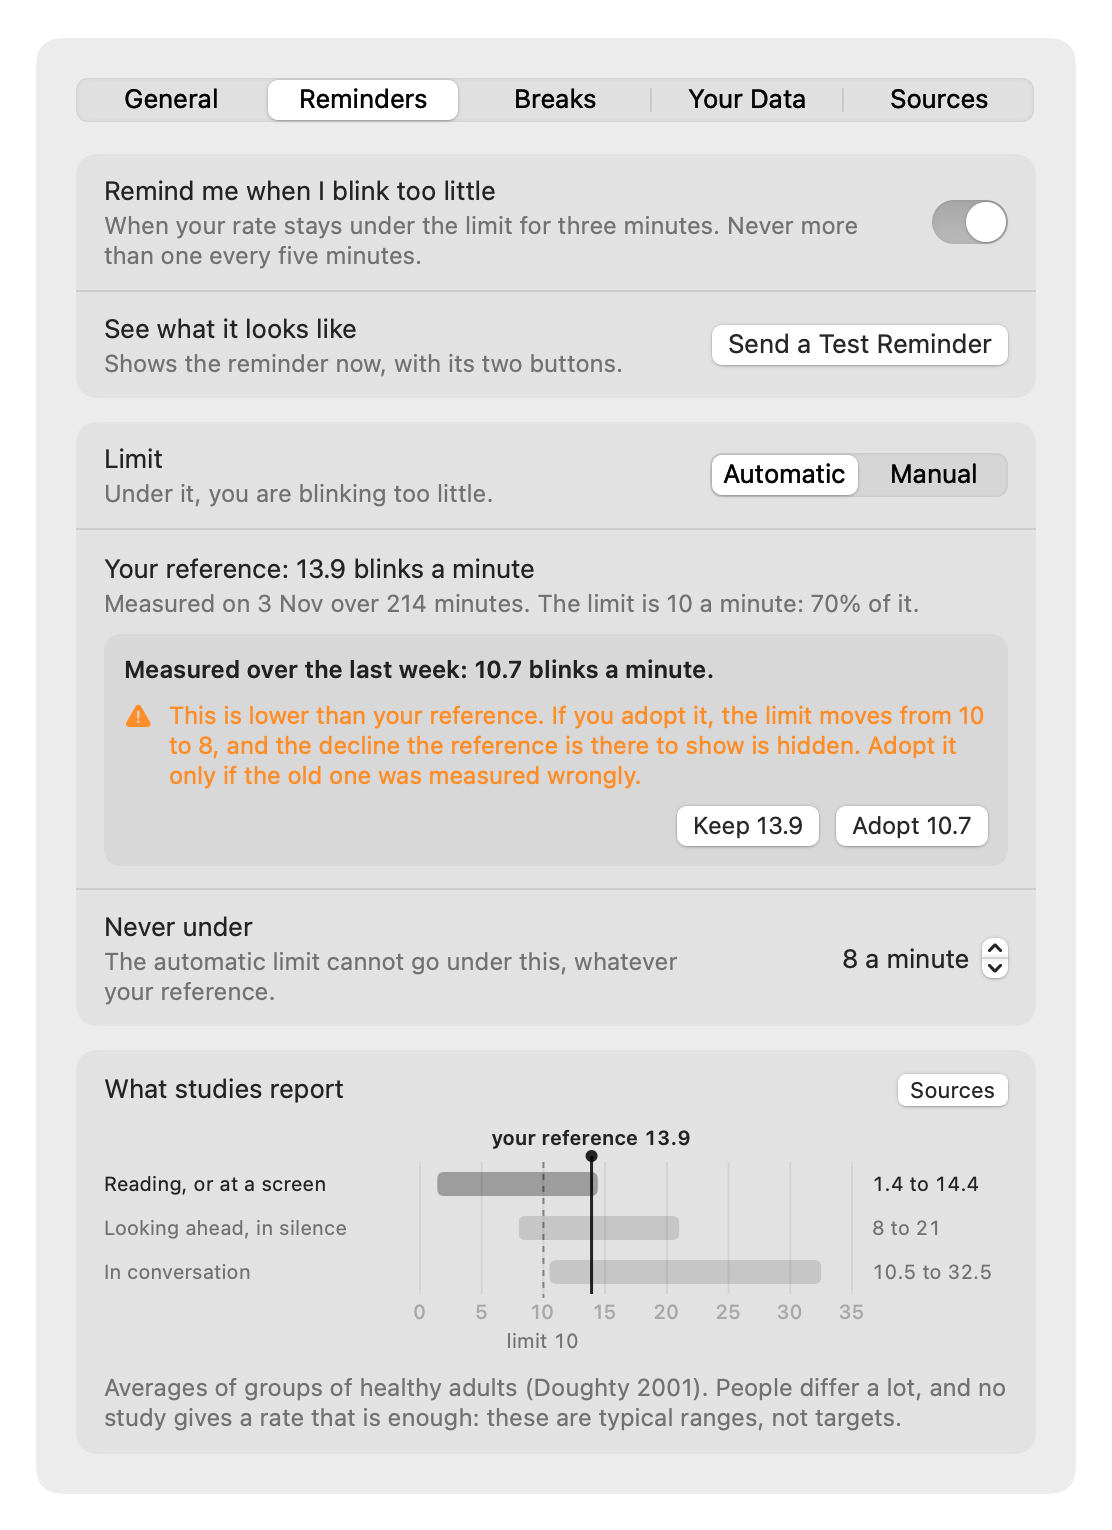 General Reminders Breaks Your Data Sources
Remind me when I blink too little
When your rate stays under the limit for three minutes. Never more
than one every five minutes.
See what it looks like
Shows the reminder now, with its two buttons.
Send a Test Reminder
Limit
Under it, you are blinking too little.
Automatic Manual
Your reference: 13.9 blinks a minute
Measured on 3 Nov over 214 minutes. The limit is 10 a minute: 70% of it.
Measured over the last week: 10.7 blinks a minute.
This is lower than your reference. If you adopt it, the limit moves from 10
to 8, and the decline the reference is there to show is hidden. Adopt it
only if the old one was measured wrongly.
Keep 13.9 Adopt 10.7
Never under
The automatic limit cannot go under this, whatever
your reference.
8 a minute
What studies report
Sources
your reference 13.9
Reading, or at a screen 1.4 to 14.4
Looking ahead, in silence 8 to 21
In conversation 10.5 to 32.5
0 5 10 15 20 25 30 35
limit 10
Averages of groups of healthy adults (Doughty 2001). People differ a lot, and no
study gives a rate that is enough: these are typical ranges, not targets.